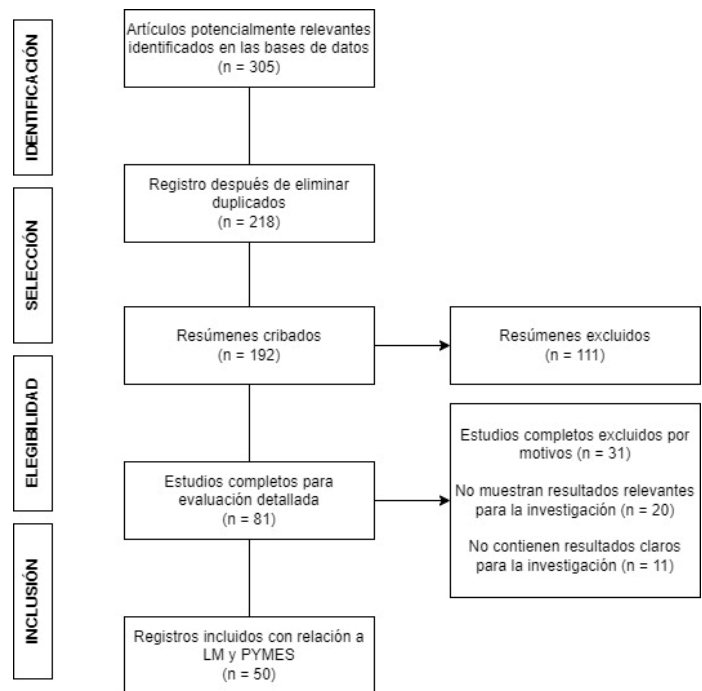 IDENTIFICACIÓN
Artículos potencialmente relevantes
identificados en las bases de datos
(n = 305)
SELECCIÓN
Registro después de eliminar
duplicados
(n = 218)
Resúmenes cribados
(n = 192)
Resúmenes excluidos
(n = 111)
ELEGIBILIDAD
Estudios completos para
evaluación detallada
(n = 81)
Estudios completos excluidos por
motivos (n = 31)
No muestran resultados relevantes
para la investigación (n = 20)
No contienen resultados claros
para la investigación (n = 11)
INCLUSIÓN
Registros incluidos con relación a
LM y PYMES
(n = 50)